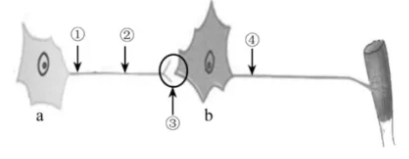 ① ② ④
a b
③